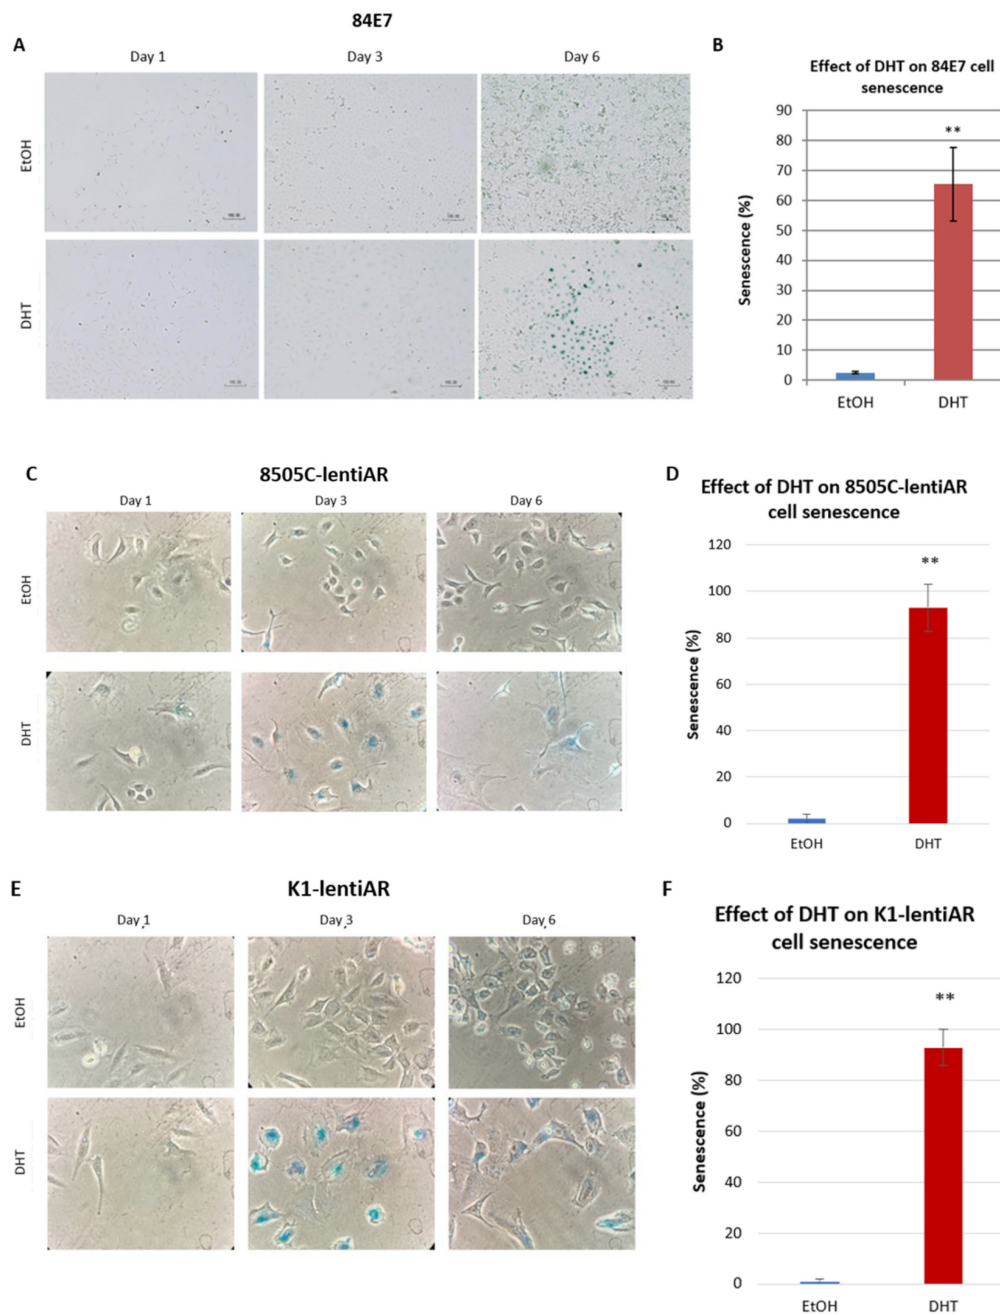 84E7
A
Day 1
Day 3
Day 6
EtOH
DHT
B
Effect of DHT on 84E7 cell
senescence
90
80
70
60
50
40
30
20
10
0
Senescence (%)
**
EtOH
DHT
C
8505C-lentiAR
Day 1
Day 3
Day 6
EtOH
DHT
D
Effect of DHT on 8505C-lentiAR
cell senescence
120
100
80
60
40
20
0
Senescence (%)
**
EtOH
DHT
E
K1-lentiAR
Day 1
Day 3
Day 6
EtOH
DHT
F
Effect of DHT on K1-lentiAR
cell senescence
120
100
80
60
40
20
0
Senescence (%)
**
EtOH
DHT